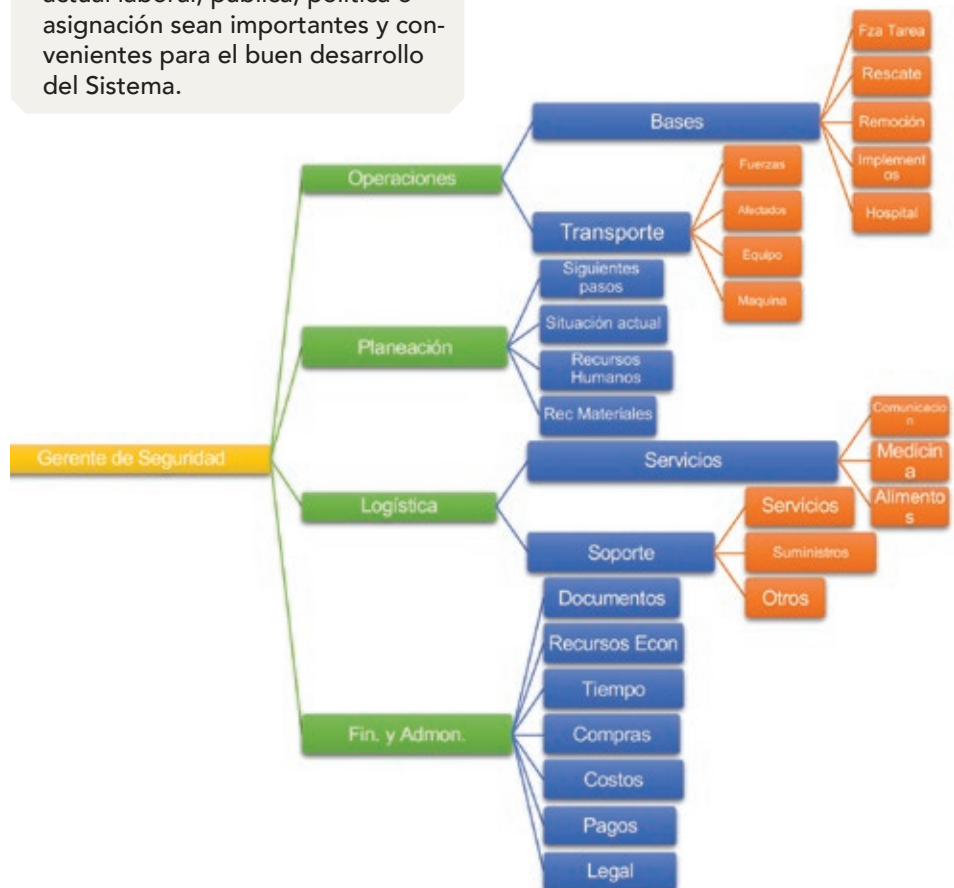 actual laboral, pública, política o
asignación sean importantes y con-
venientes para el buen desarrollo
del Sistema.
Gerente de Seguridad
Operaciones
Bases
Fza Tarea
Rescate
Remoción
Implement
os
Hospital
Transporte
Fuerzas
Afectados
Equipo
Maquina
Planeación
Siguientes
pasos
Situación actual
Recursos
Humanos
Rec Materiales
Logística
Servicios
Comunicacio
n
Medicin
a
Alimento
s
Soporte
Servicios
Suministros
Otros
Fin. y Admon.
Documentos
Recursos Econ
Tiempo
Compras
Costos
Pagos
Legal